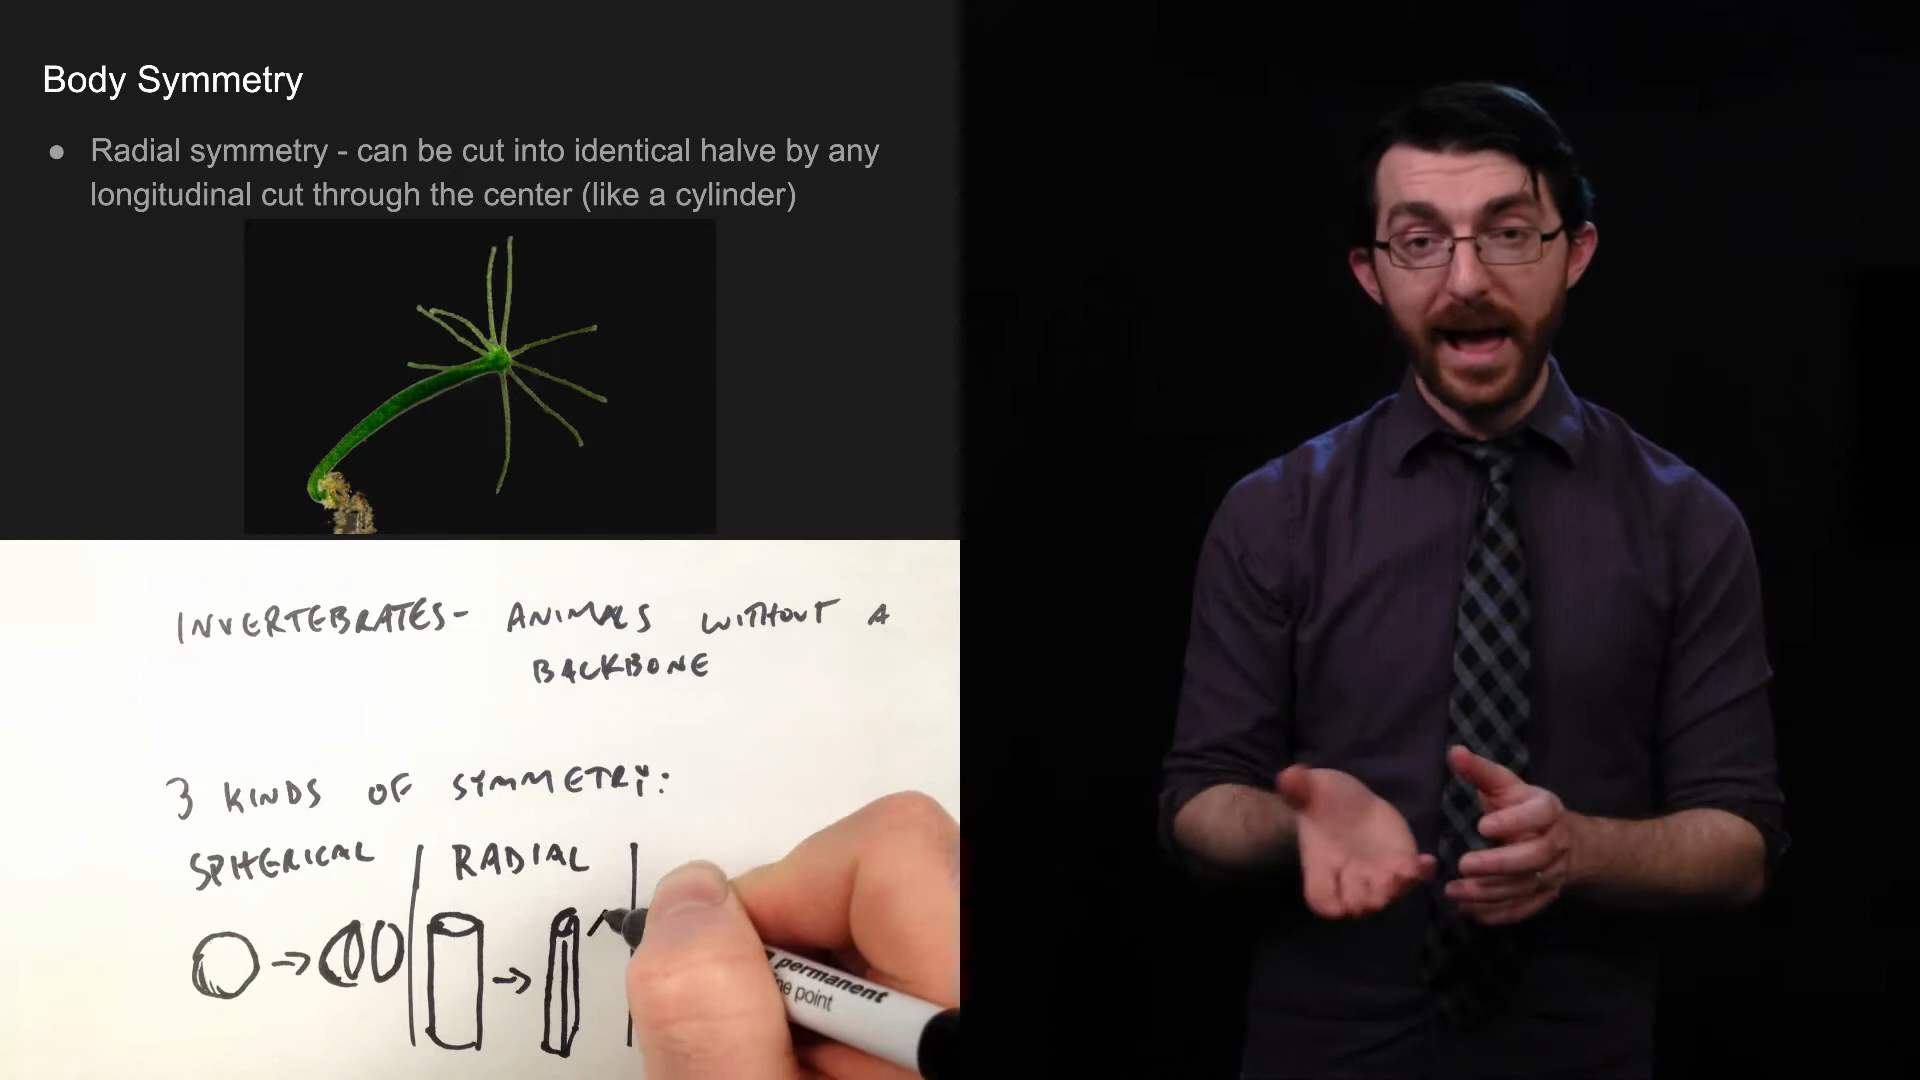 Body Symmetry
● Radial symmetry - can be cut into identical halve by any
longitudinal cut through the center (like a cylinder)
INVERTEBRATES- ANIMALS WITHOUT A
BACKBONE
3 KINDS OF SYMMETRY:
SPHERICAL | RADIAL |
permanent
point